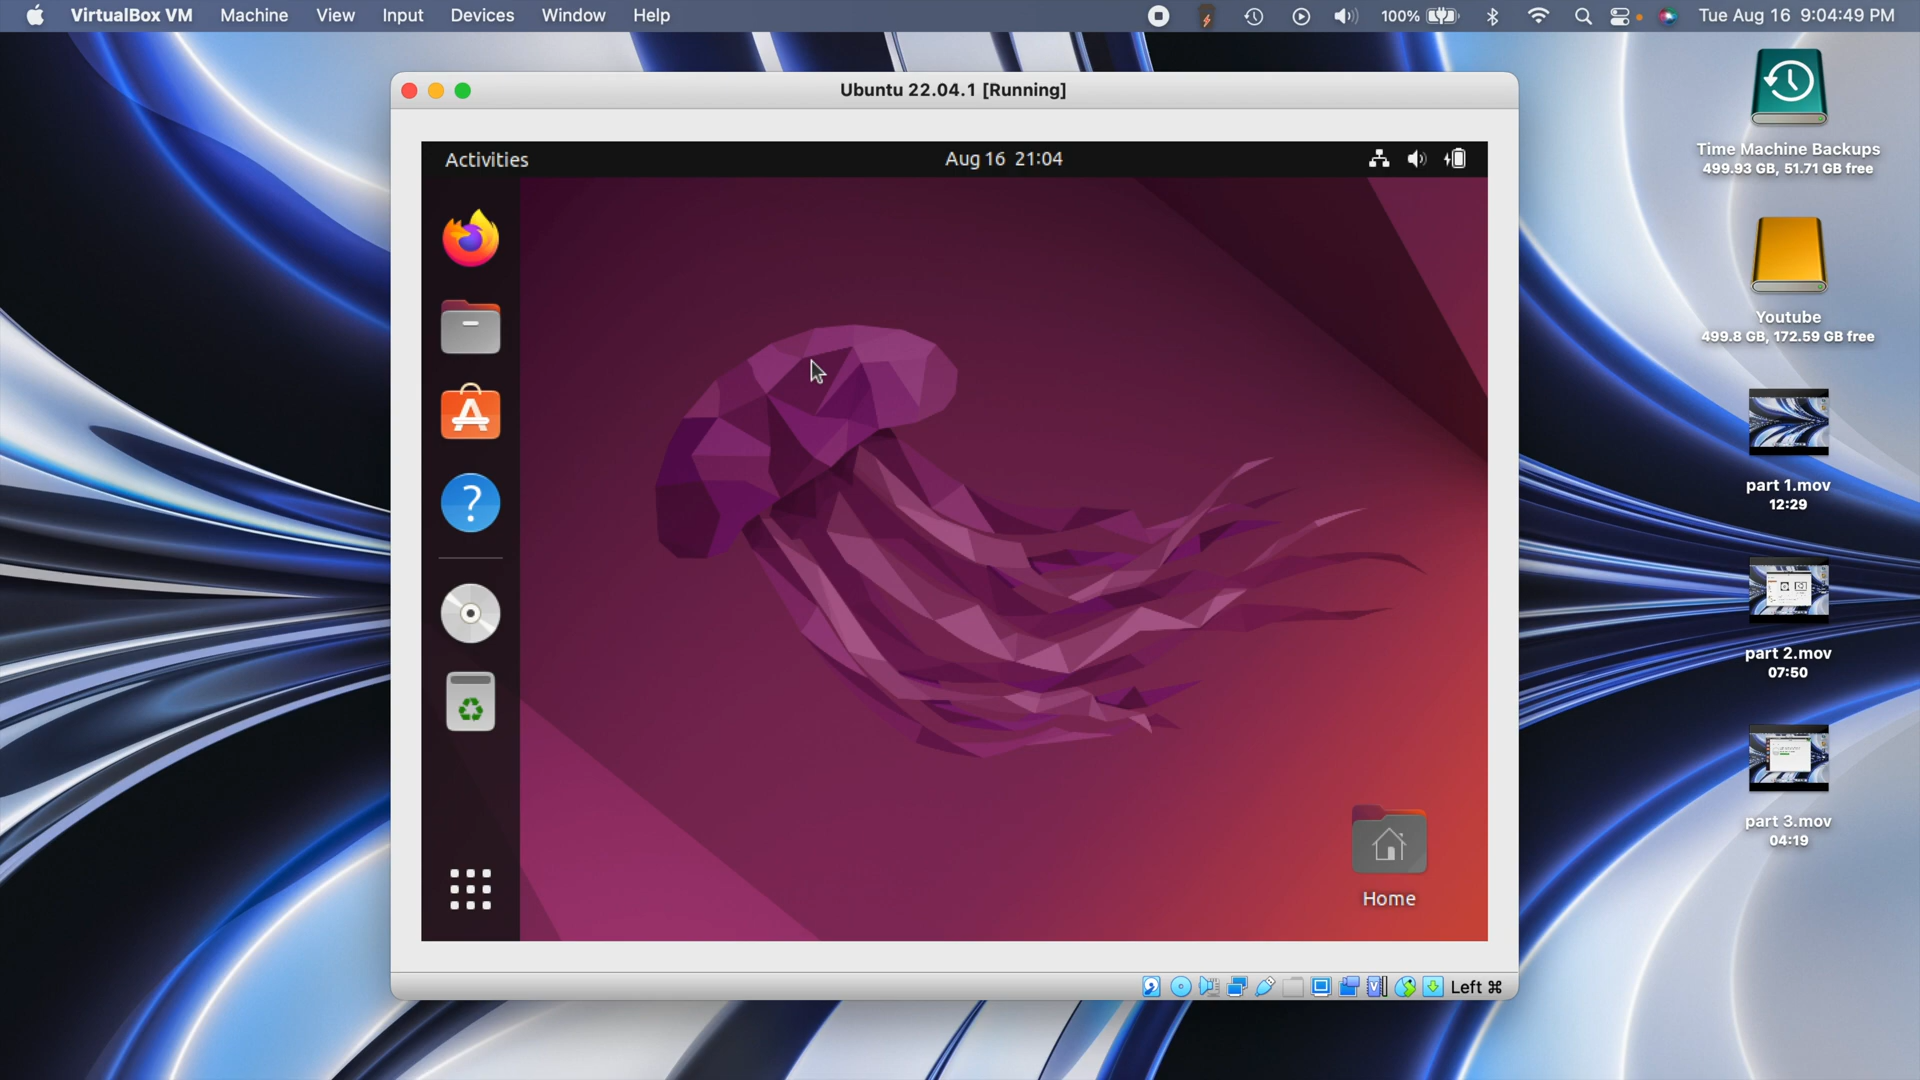 VirtualBox VM Machine View Input Devices Window Help 100% Tue Aug 16 9:04:49 PM
Ubuntu 22.04.1 [Running]
Activities Aug 16 21:04
Home
Left ⌘
Time Machine Backups
499.93 GB, 51.71 GB free
Youtube
499.8 GB, 172.59 GB free
part 1.mov
12:29
part 2.mov
07:50
part 3.mov
04:19